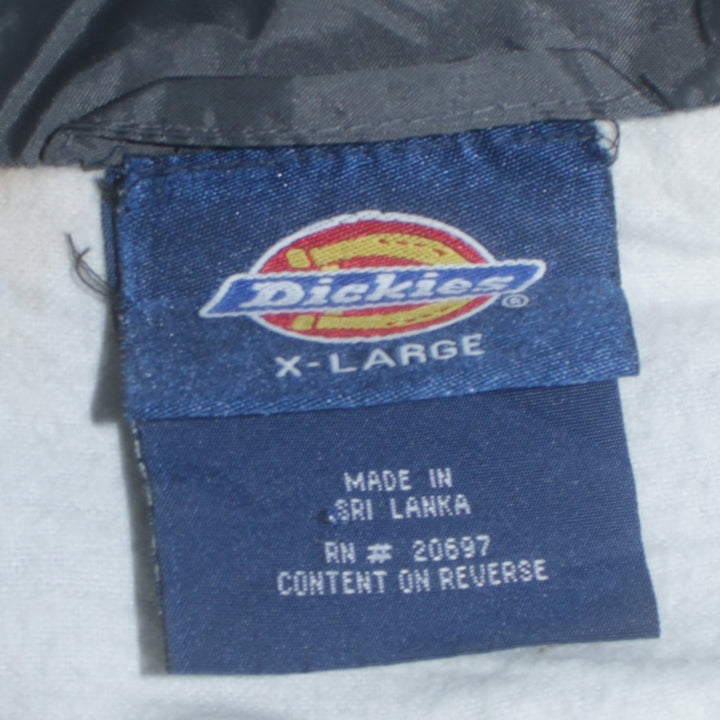 Dickies®
X-LARGE
MADE IN
SRI LANKA
RN # 20697
CONTENT ON REVERSE